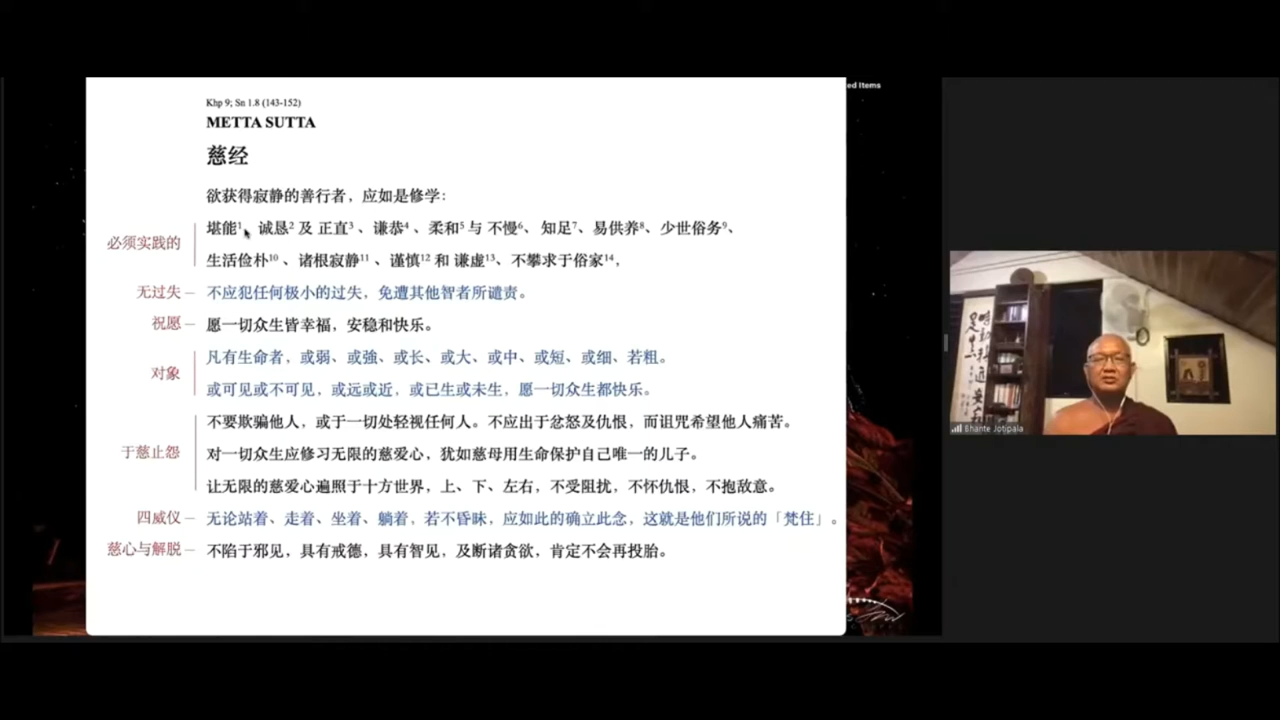 Khp 9; Sn 1.8 (143-152)
METTA SUTTA
慈经
欲获得寂静的善行者，应如是修学：
必须实践的
堪能¹、诚恳² 及 正直³ 、谦恭⁴ 、柔和⁵ 与 不慢⁶、 知足⁷、易供养⁸、少世俗务⁹、
生活俭朴¹⁰ 、诸根寂静¹¹ 、谨慎¹² 和 谦虚¹³、不攀求于俗家¹⁴，
无过失 不应犯任何极小的过失，免遭其他智者所谴责。
祝愿 愿一切众生皆幸福，安稳和快乐。
对象
凡有生命者，或弱、或強、或长、或大、或中、或短、或细、若粗。
或可见或不可见，或远或近，或已生或未生，愿一切众生都快乐。
于慈止怨
不要欺骗他人，或于一切处轻视任何人。不应出于忿怒及仇恨，而诅咒希望他人痛苦。
对一切众生应修习无限的慈爱心，犹如慈母用生命保护自己唯一的儿子。
让无限的慈爱心遍照于十方世界，上、下、左右，不受阻扰，不怀仇恨，不抱敌意。
四威仪 无论站着、走着、坐着、躺着，若不昏昧，应如此的确立此念，这就是他们所说的「梵住」。
慈心与解脱 不陷于邪见，具有戒德，具有智见，及断诸贪欲，肯定不会再投胎。
ed Items
Bhante Jotipala